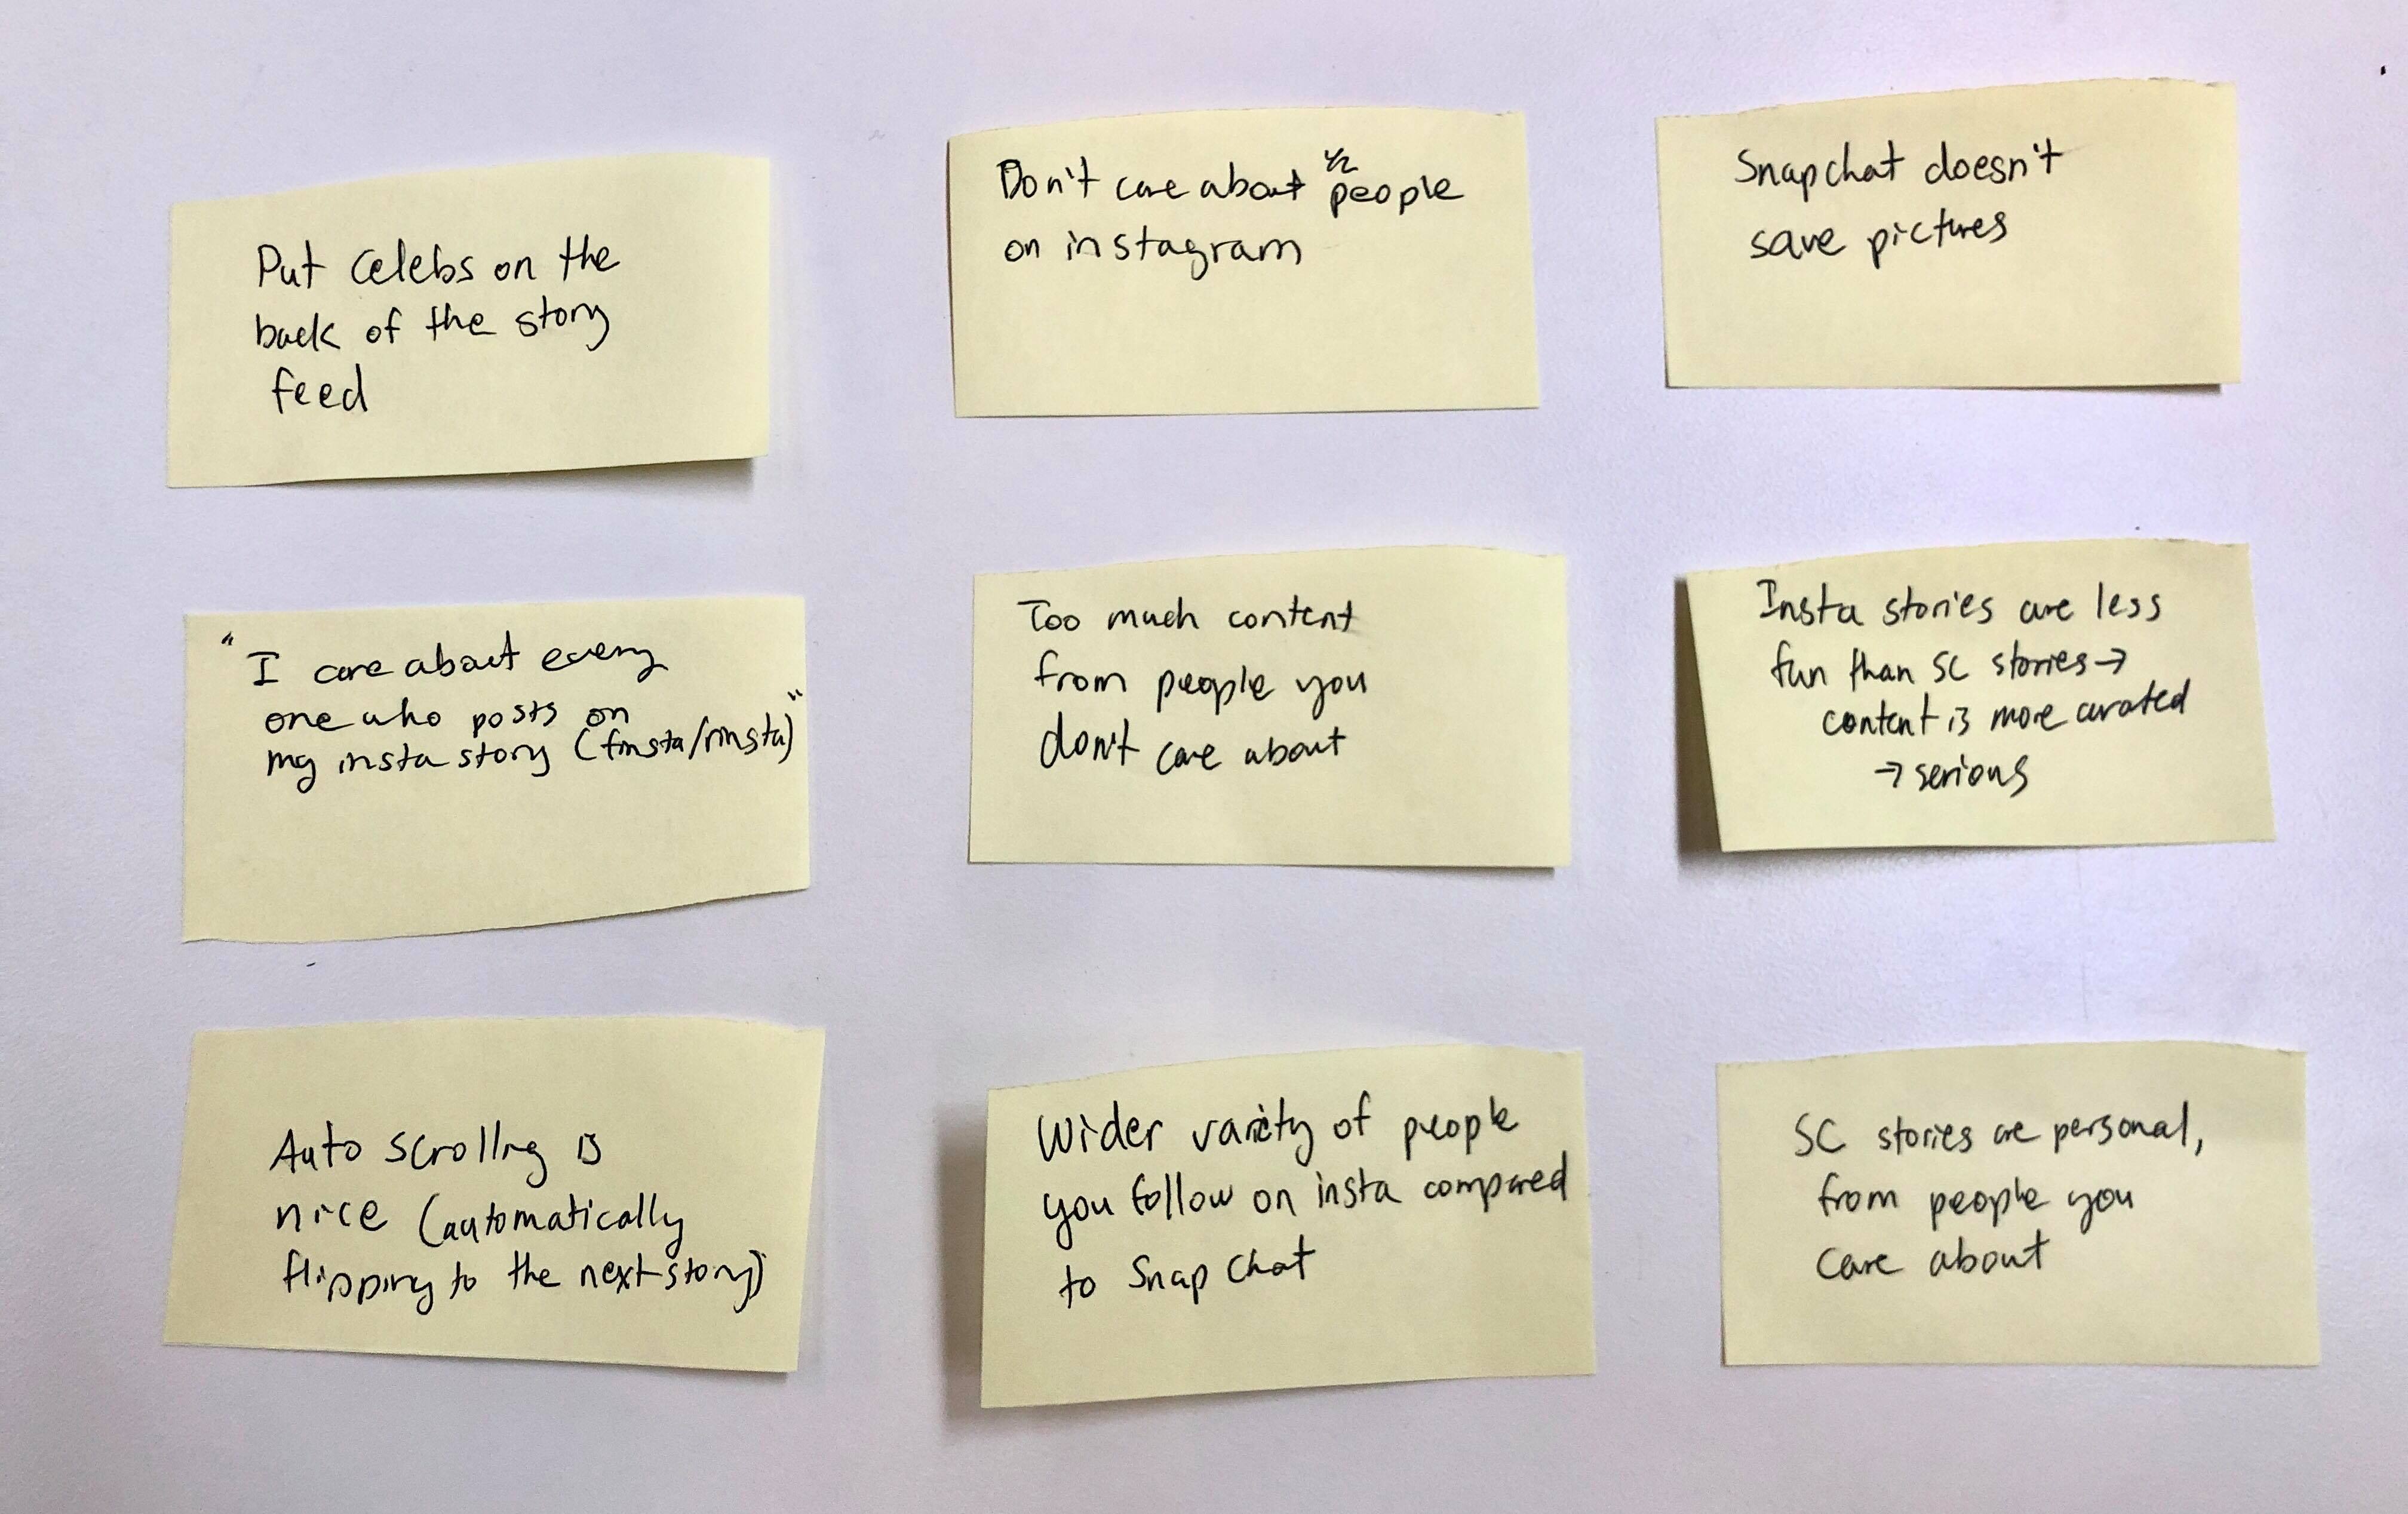 Put celebs on the
back of the story
feed
Don't care about 1/2 people
on instagram
Snapchat doesn't
save pictures
"I care about every
one who posts on
my insta story (finsta/rinsta)"
Too much content
from people you
don't care about
Insta stories are less
fun than SC stories →
content is more curated
→ serious
Auto scrolling is
nice (automatically
flipping to the next story)
Wider variety of people
you follow on insta compared
to Snap Chat
SC stories are personal,
from people you
care about